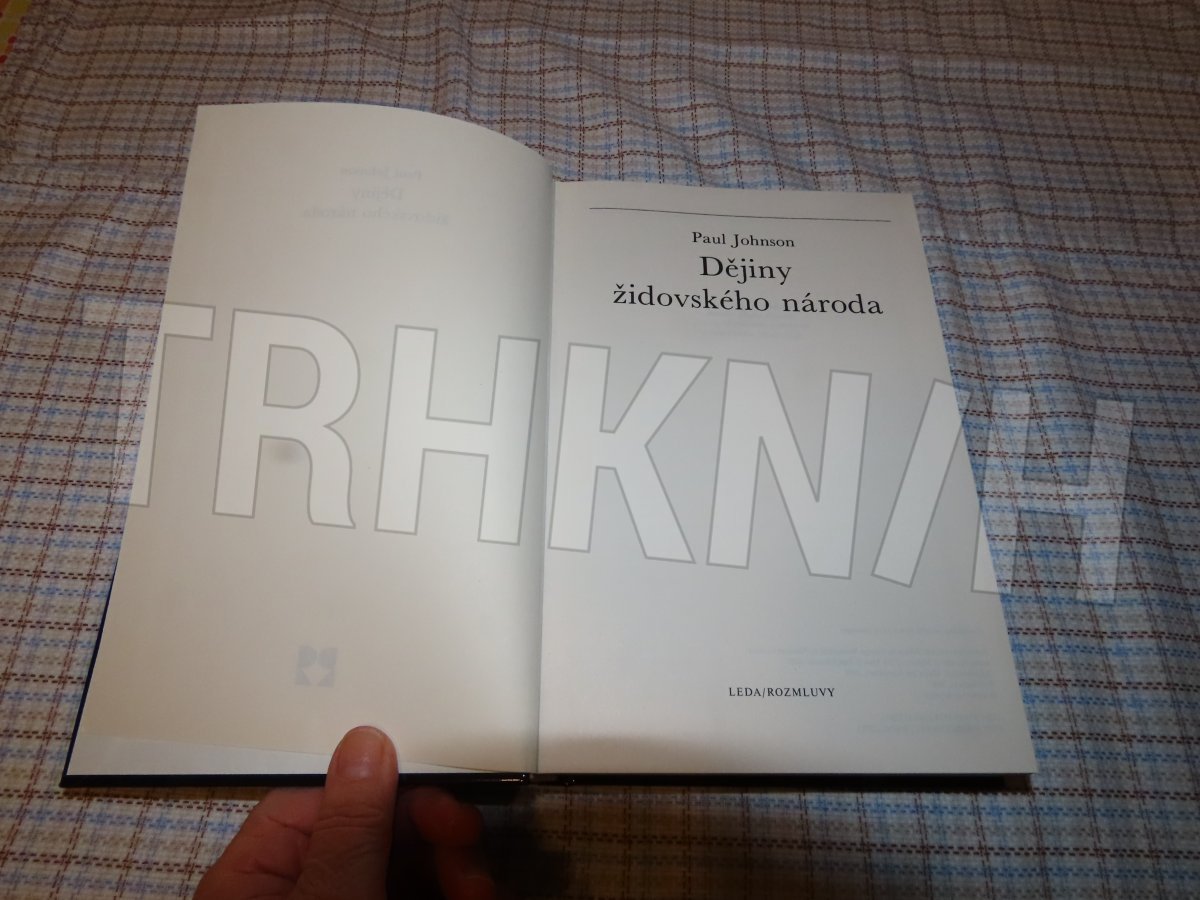 Paul Johnson
Dějiny
židovského národa
TRHKNIH
LEDA/ROZMLUVY